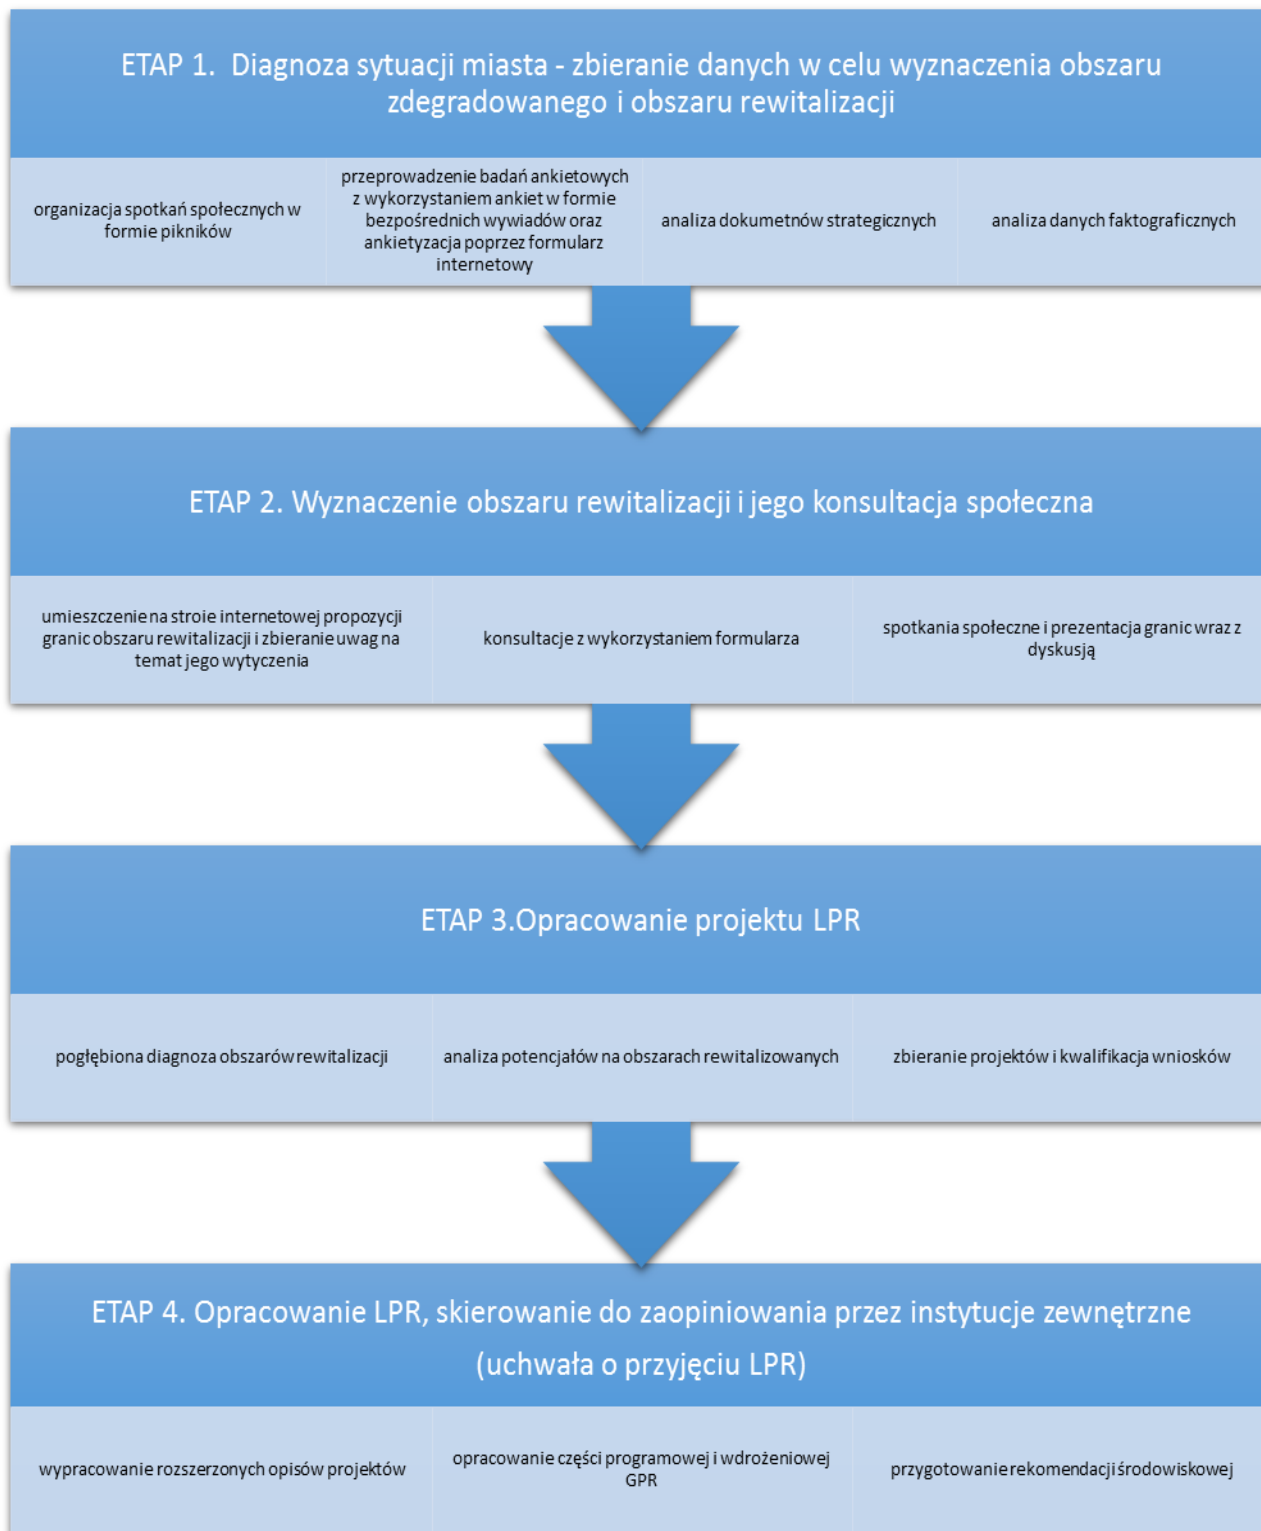 ETAP 1.  Diagnoza sytuacji miasta - zbieranie danych w celu wyznaczenia obszaru
zdegradowanego i obszaru rewitalizacji
organizacja spotkań społecznych w
formie pikników
przeprowadzenie badań ankietowych
z wykorzystaniem ankiet w formie
bezpośrednich wywiadów oraz
ankietyzacja poprzez formularz
internetowy
analiza dokumetnów strategicznych
analiza danych faktograficznych
ETAP 2. Wyznaczenie obszaru rewitalizacji i jego konsultacja społeczna
umieszczenie na stroie internetowej propozycji
granic obszaru rewitalizacji i zbieranie uwag na
temat jego wytyczenia
konsultacje z wykorzystaniem formularza
spotkania społeczne i prezentacja granic wraz z
dyskusją
ETAP 3.Opracowanie projektu LPR
pogłębiona diagnoza obszarów rewitalizacji
analiza potencjałów na obszarach rewitalizowanych
zbieranie projektów i kwalifikacja wniosków
ETAP 4. Opracowanie LPR, skierowanie do zaopiniowania przez instytucje zewnętrzne
(uchwała o przyjęciu LPR)
wypracowanie rozszerzonych opisów projektów
opracowanie części programowej i wdrożeniowej
GPR
przygotowanie rekomendacji środowiskowej